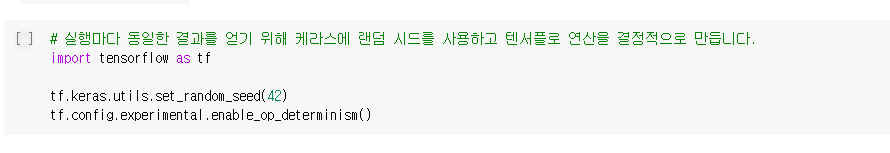 [ ] # 실행마다 동일한 결과를 얻기 위해 케라스에 랜덤 시드를 사용하고 텐서플로 연산을 결정적으로 만듭니다.
import tensorflow as tf
tf.keras.utils.set_random_seed(42)
tf.config.experimental.enable_op_determinism()